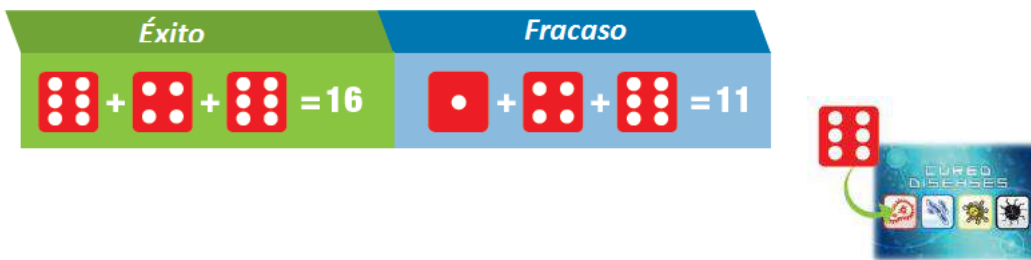 Éxito
Fracaso
+ + = 16
+ + = 11
CURED
DISEASES